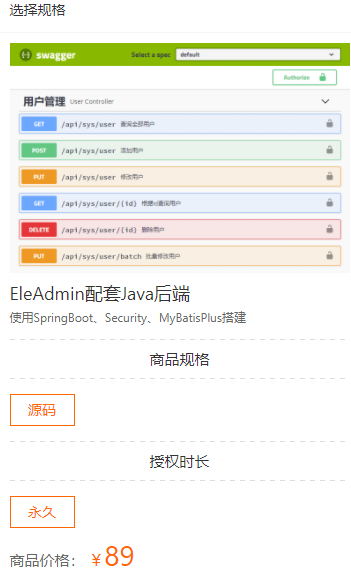 选择规格
swagger
Select a spec
default
Authorize
用户管理 User Controller
GET /api/sys/user 查询全部用户
POST /api/sys/user 添加用户
PUT /api/sys/user 修改用户
GET /api/sys/user/{id} 根据id查询用户
DELETE /api/sys/user/{id} 删除用户
PUT /api/sys/user/batch 批量修改用户
EleAdmin配套Java后端
使用SpringBoot、Security、MyBatisPlus搭建
商品规格
源码
授权时长
永久
商品价格: ￥89